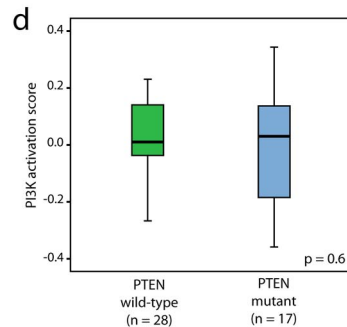 d
PI3K activation score
0.4
0.2
0.0
-0.2
-0.4
p = 0.6
PTEN
wild-type
(n = 28)
PTEN
mutant
(n = 17)